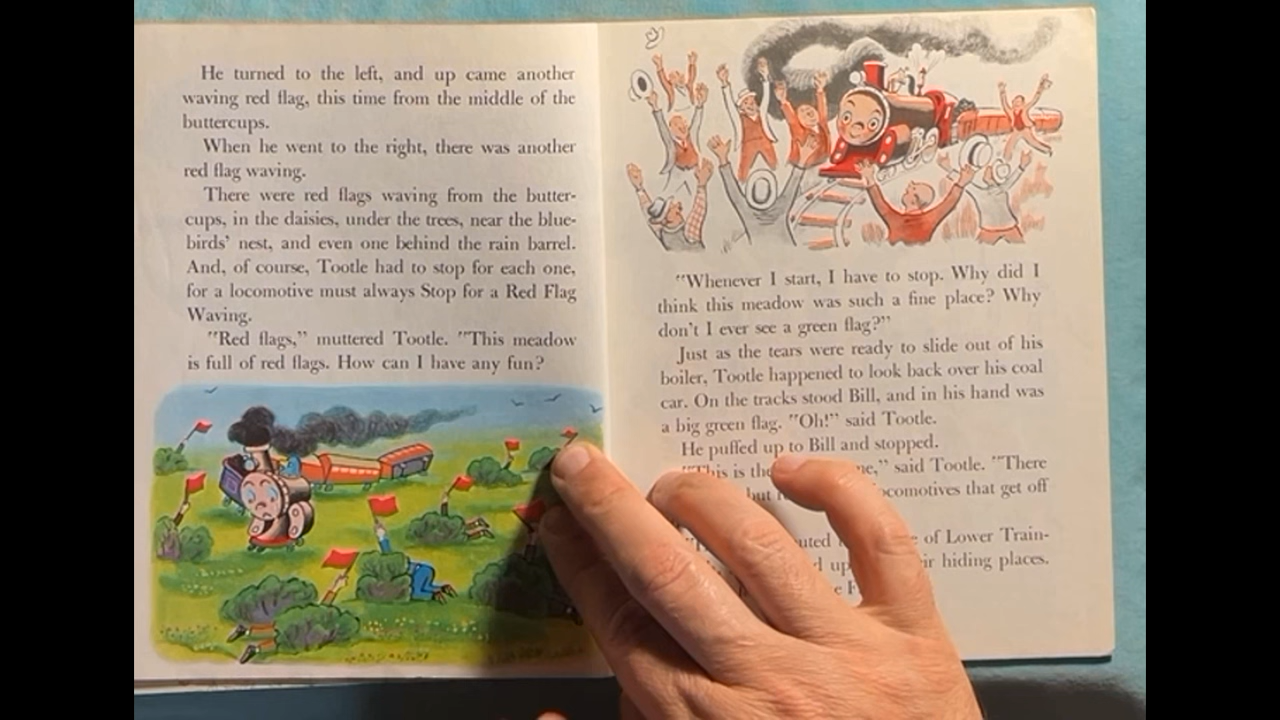 He turned to the left, and up came another
waving red flag, this time from the middle of the
buttercups.
When he went to the right, there was another
red flag waving.
There were red flags waving from the butter-
cups, in the daisies, under the trees, near the blue-
birds' nest, and even one behind the rain barrel.
And, of course, Tootle had to stop for each one,
for a locomotive must always Stop for a Red Flag
Waving.
"Red flags," muttered Tootle. "This meadow
is full of red flags. How can I have any fun?
"Whenever I start, I have to stop. Why did I
think this meadow was such a fine place? Why
don't I ever see a green flag?"
Just as the tears were ready to slide out of his
boiler, Tootle happened to look back over his coal
car. On the tracks stood Bill, and in his hand was
a big green flag. "Oh!" said Tootle.
He puffed up to Bill and stopped.
"This is the said Tootle. "There
but locomotives that get off
of Lower Train-
up hiding places.